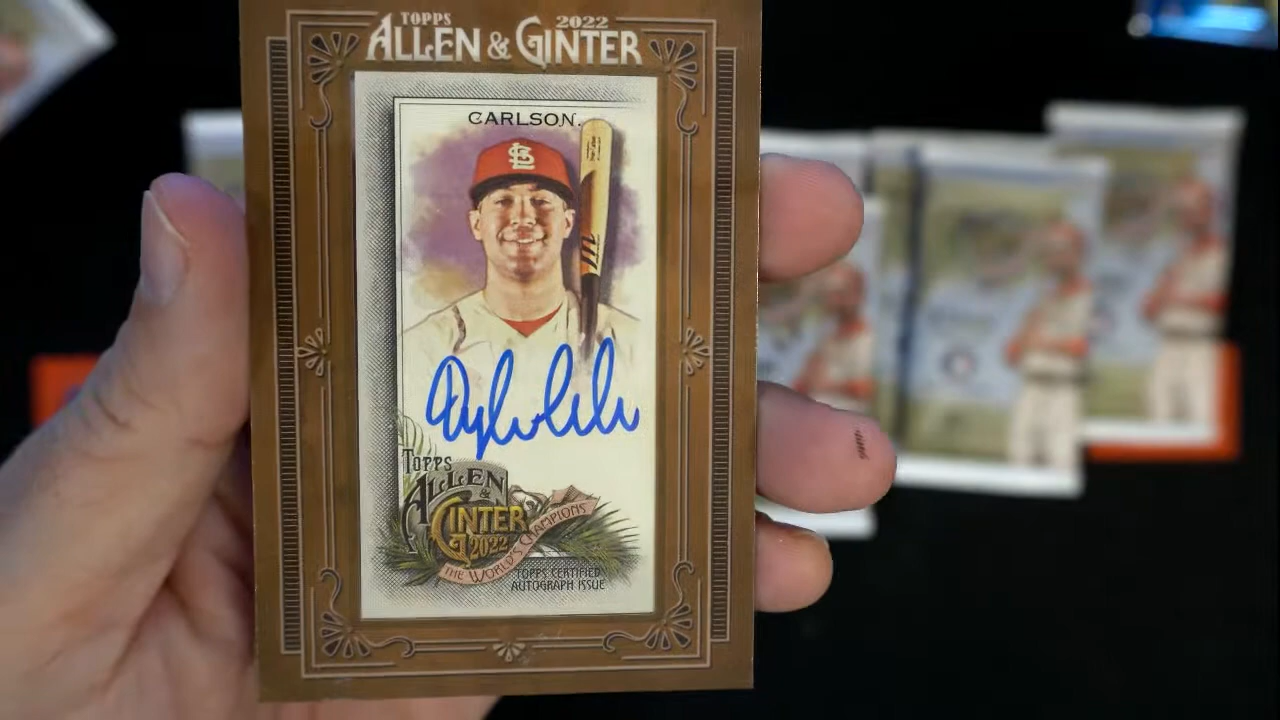 TOPPS 2022
ALLEN & GINTER
CARLSON.
TOPPS
ALLEN
&
GINTER
2022
THE WORLD'S CHAMPIONS
TOPPS CERTIFIED
AUTOGRAPH ISSUE